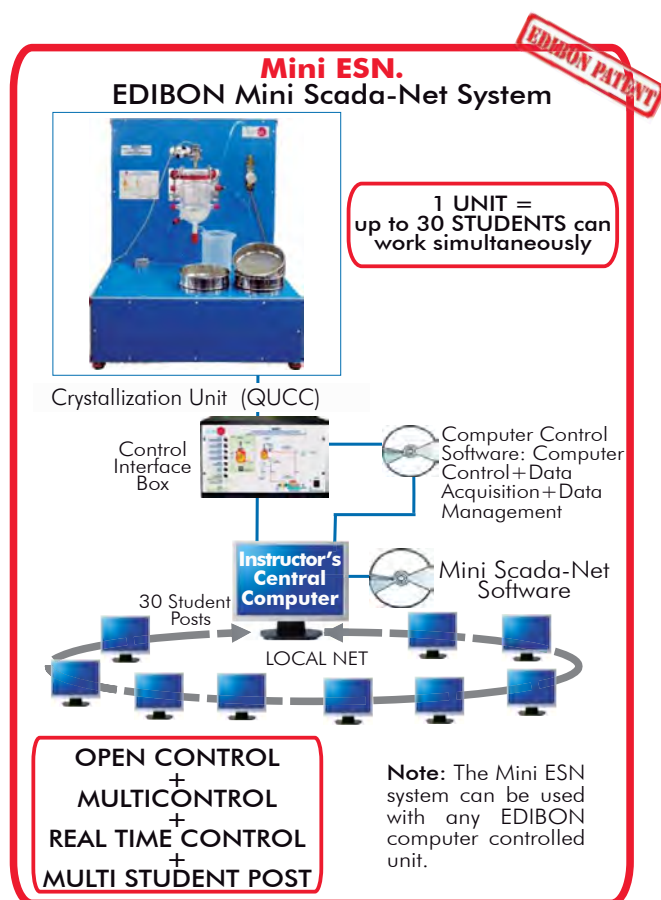 EDIBON PATENT
Mini ESN.
EDIBON Mini Scada-Net System
1 UNIT =
up to 30 STUDENTS can
work simultaneously
Crystallization Unit (QUCC)
Control
Interface
Box
Computer Control
Software: Computer
Control+Data
Acquisition+Data
Management
Instructor's
Central
Computer
Mini Scada-Net
Software
30 Student
Posts
LOCAL NET
OPEN CONTROL
+
MULTICONTROL
+
REAL TIME CONTROL
+
MULTI STUDENT POST
Note: The Mini ESN
system can be used
with any EDIBON
computer controlled
unit.